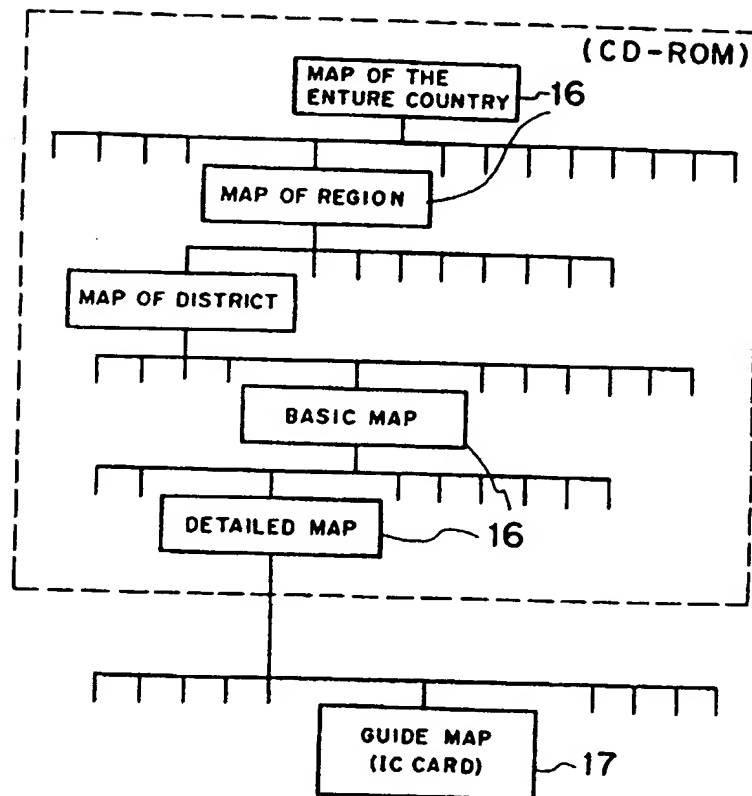 (CD-ROM)
MAP OF THE
ENTURE COUNTRY
16
MAP OF REGION
MAP OF DISTRICT
BASIC MAP
DETAILED MAP
16
16
GUIDE MAP
(IC CARD)
17